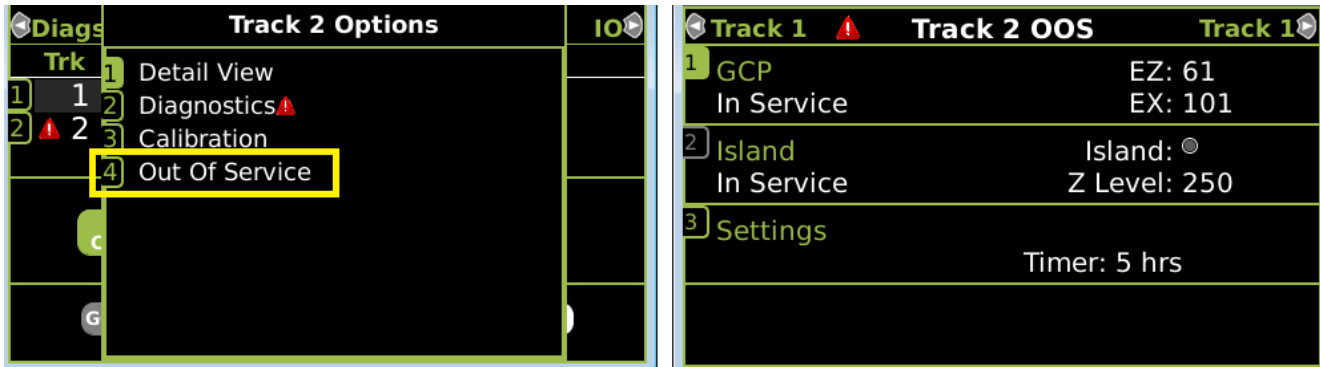 Diags
Track 2 Options
IO
Trk
1 1
2 2
1 Detail View
2 Diagnostics
3 Calibration
4 Out Of Service
C
G
Track 1
Track 2 OOS
Track 1
1 GCP
EZ: 61
In Service
EX: 101
2 Island
Island:
In Service
Z Level: 250
3 Settings
Timer: 5 hrs